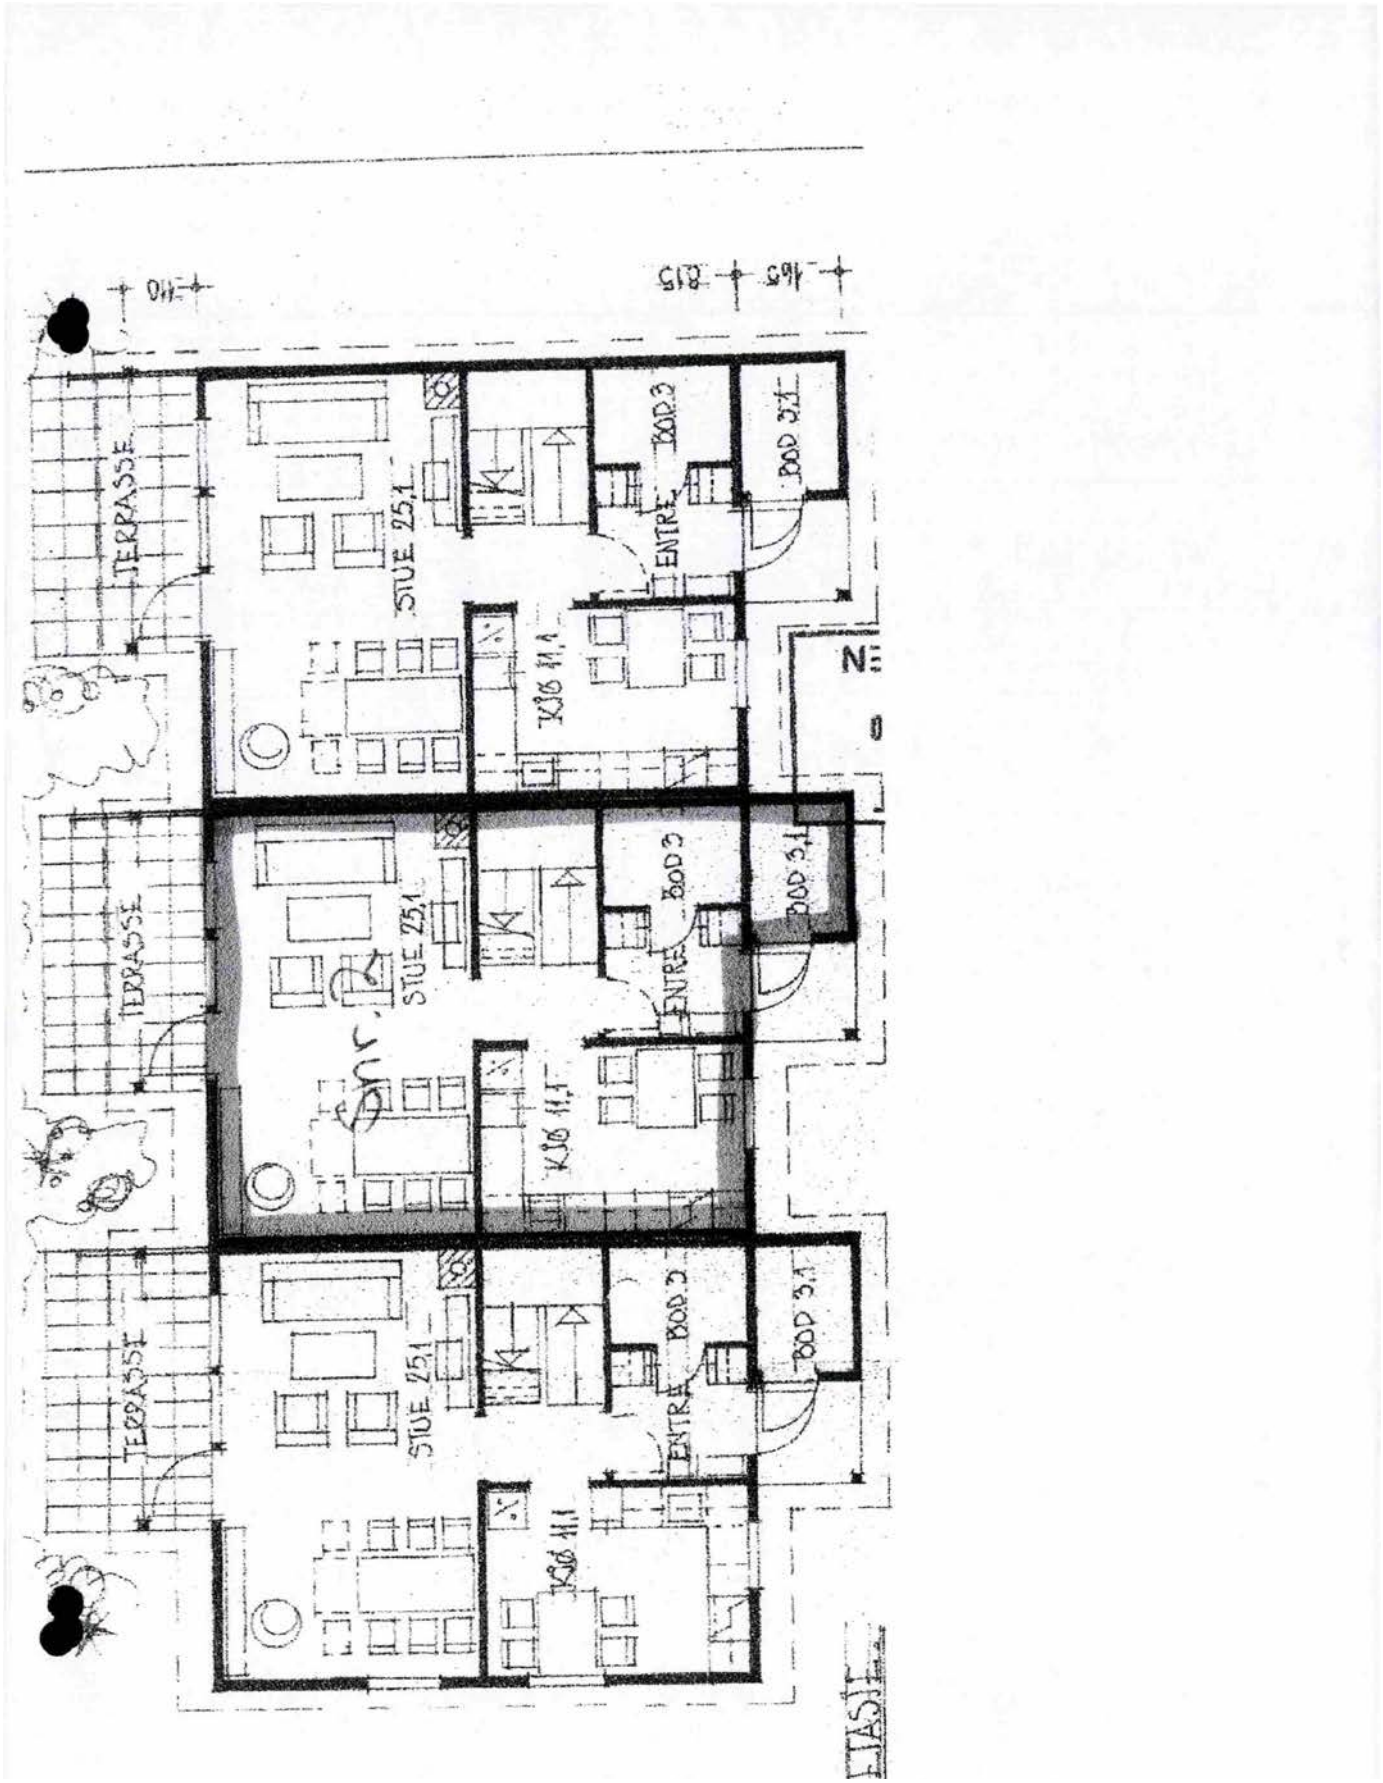 110
815
165
TERRASSE
STUE 25,1
BOD 3
BOD 3,1
ENTRE
KJØ 11,1
TERRASSE
STUE 25,1
BOD 3
BOD 3,1
ENTRE
Snr. 2
KJØ 11,1
TERRASSE
STUE 25,1
BOD 3
BOD 3,1
ENTRE
KJØ 11,1